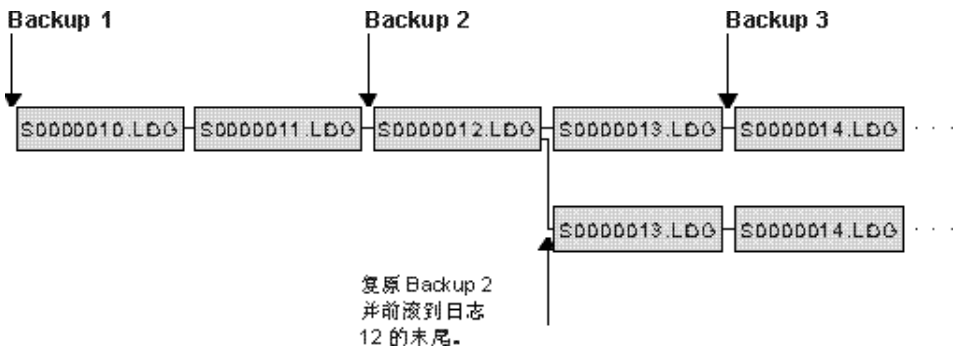 Backup 1 Backup 2 Backup 3
S0000010.LOG S0000011.LOG S0000012.LOG S0000013.LOG S0000014.LOG . . .
S0000013.LOG S0000014.LOG . . .
复原 Backup 2
并前滚到日志
12 的末尾。